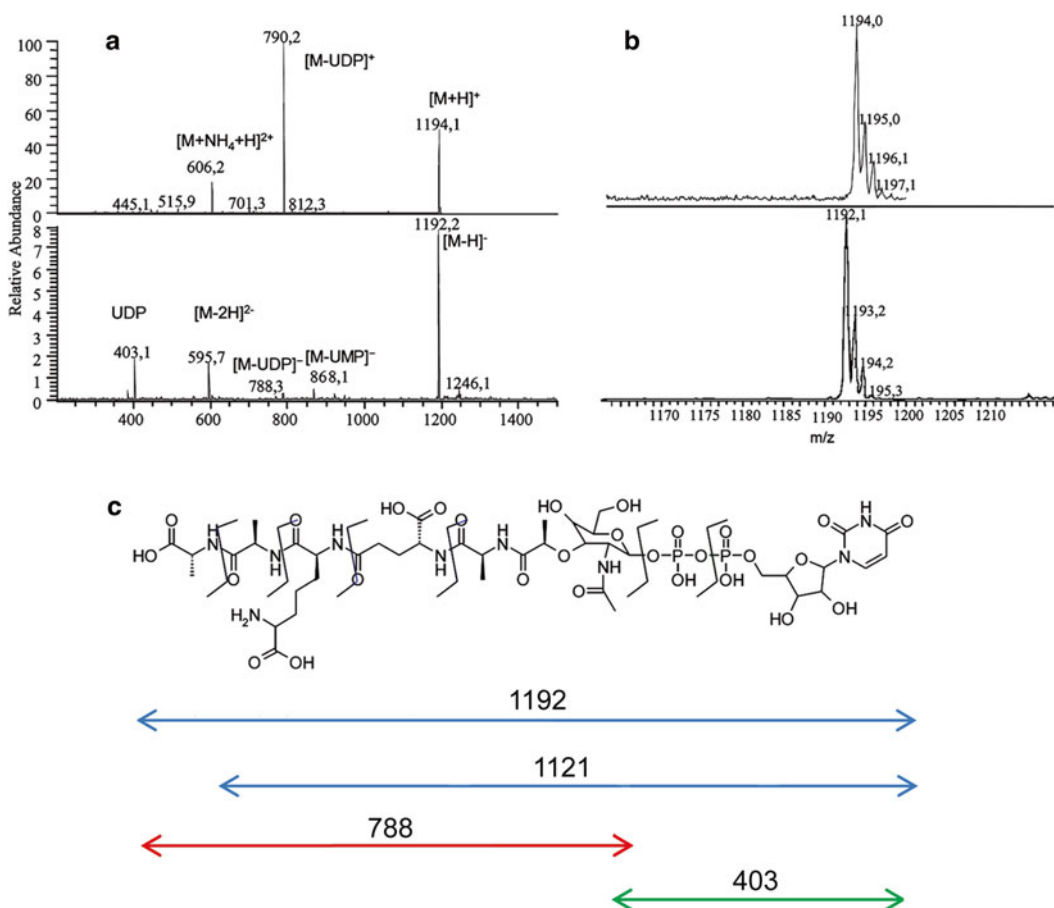 a
100
80
60
40
20
0
790,2
[M-UDP]⁺
[M+H]⁺
1194,1
[M+NH₄+H]²⁺
606,2
445,1 515,9 701,3 812,3
Relative Abundance
8
7
6
5
4
3
2
1
0
1192,2
[M-H]⁻
UDP
[M-2H]²⁻
403,1
595,7
[M-UDP]⁻
788,3
[M-UMP]⁻
868,1
1246,1
400 600 800 1000 1200 1400
b
1194,0
1195,0
1196,1
1197,1
1192,1
193,2
194,2
195,3
1170 1175 1180 1185 1190 1195 1200 1205 1210
m/z
c
HO O N H O O N H HO O O N H O H N O HO O OH O O NH O O P OH O P OH O O O N NH O O HO OH
H₂N
O OH
1192
1121
788
403